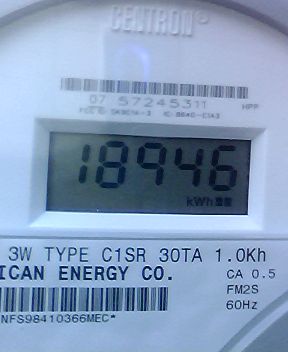 CENTRON®
07 57245311 HPP
18946
kWh
3W TYPE C1SR 30TA 1.0Kh
ICAN ENERGY CO.
CA 0.5
FM2S
60Hz
NFS98410366MEC*